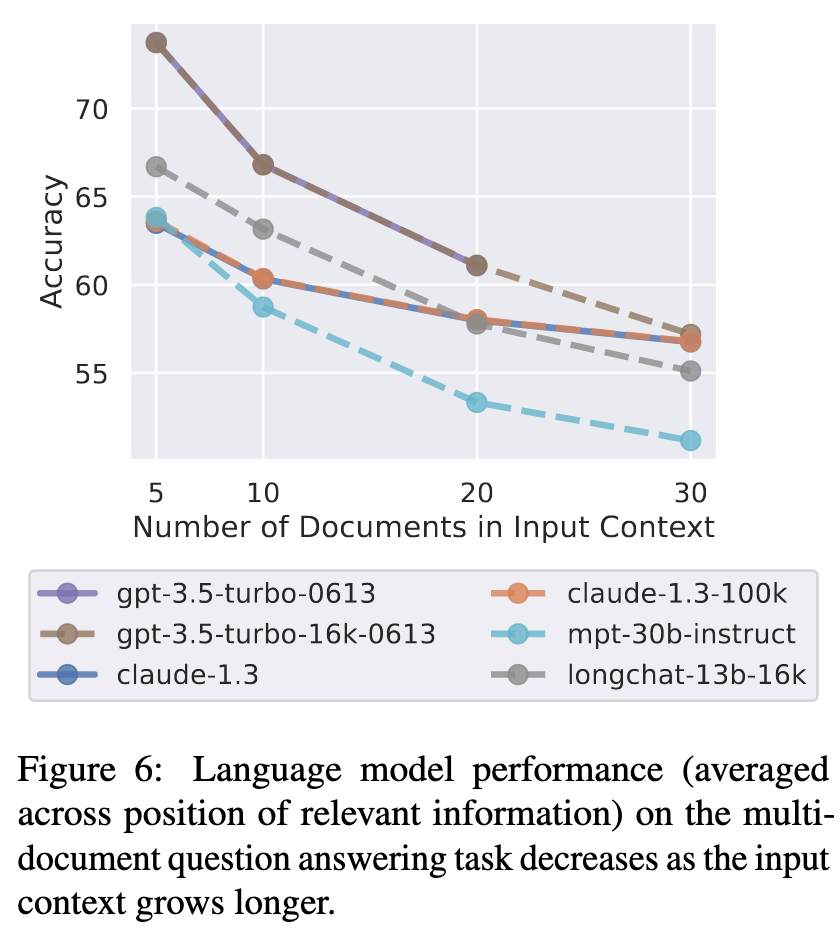 70
65
60
55
Accuracy
5 10 20 30
Number of Documents in Input Context
gpt-3.5-turbo-0613 claude-1.3-100k
gpt-3.5-turbo-16k-0613 mpt-30b-instruct
claude-1.3 longchat-13b-16k
Figure 6: Language model performance (averaged
across position of relevant information) on the multi-
document question answering task decreases as the input
context grows longer.